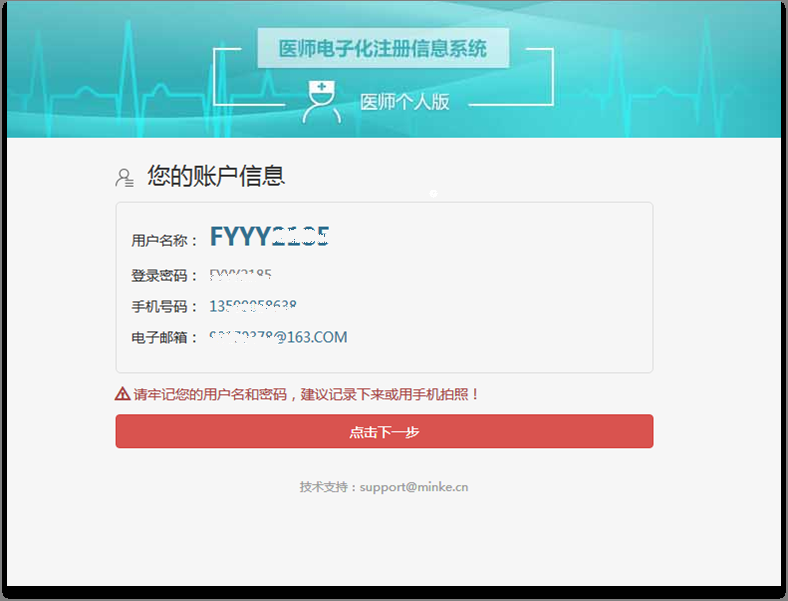 医师电子化注册信息系统
医师个人版
您的账户信息
用户名称：
登录密码：
手机号码：
电子邮箱： @163.COM
请牢记您的用户名和密码，建议记录下来或用手机拍照！
点击下一步
技术支持：support@minke.cn